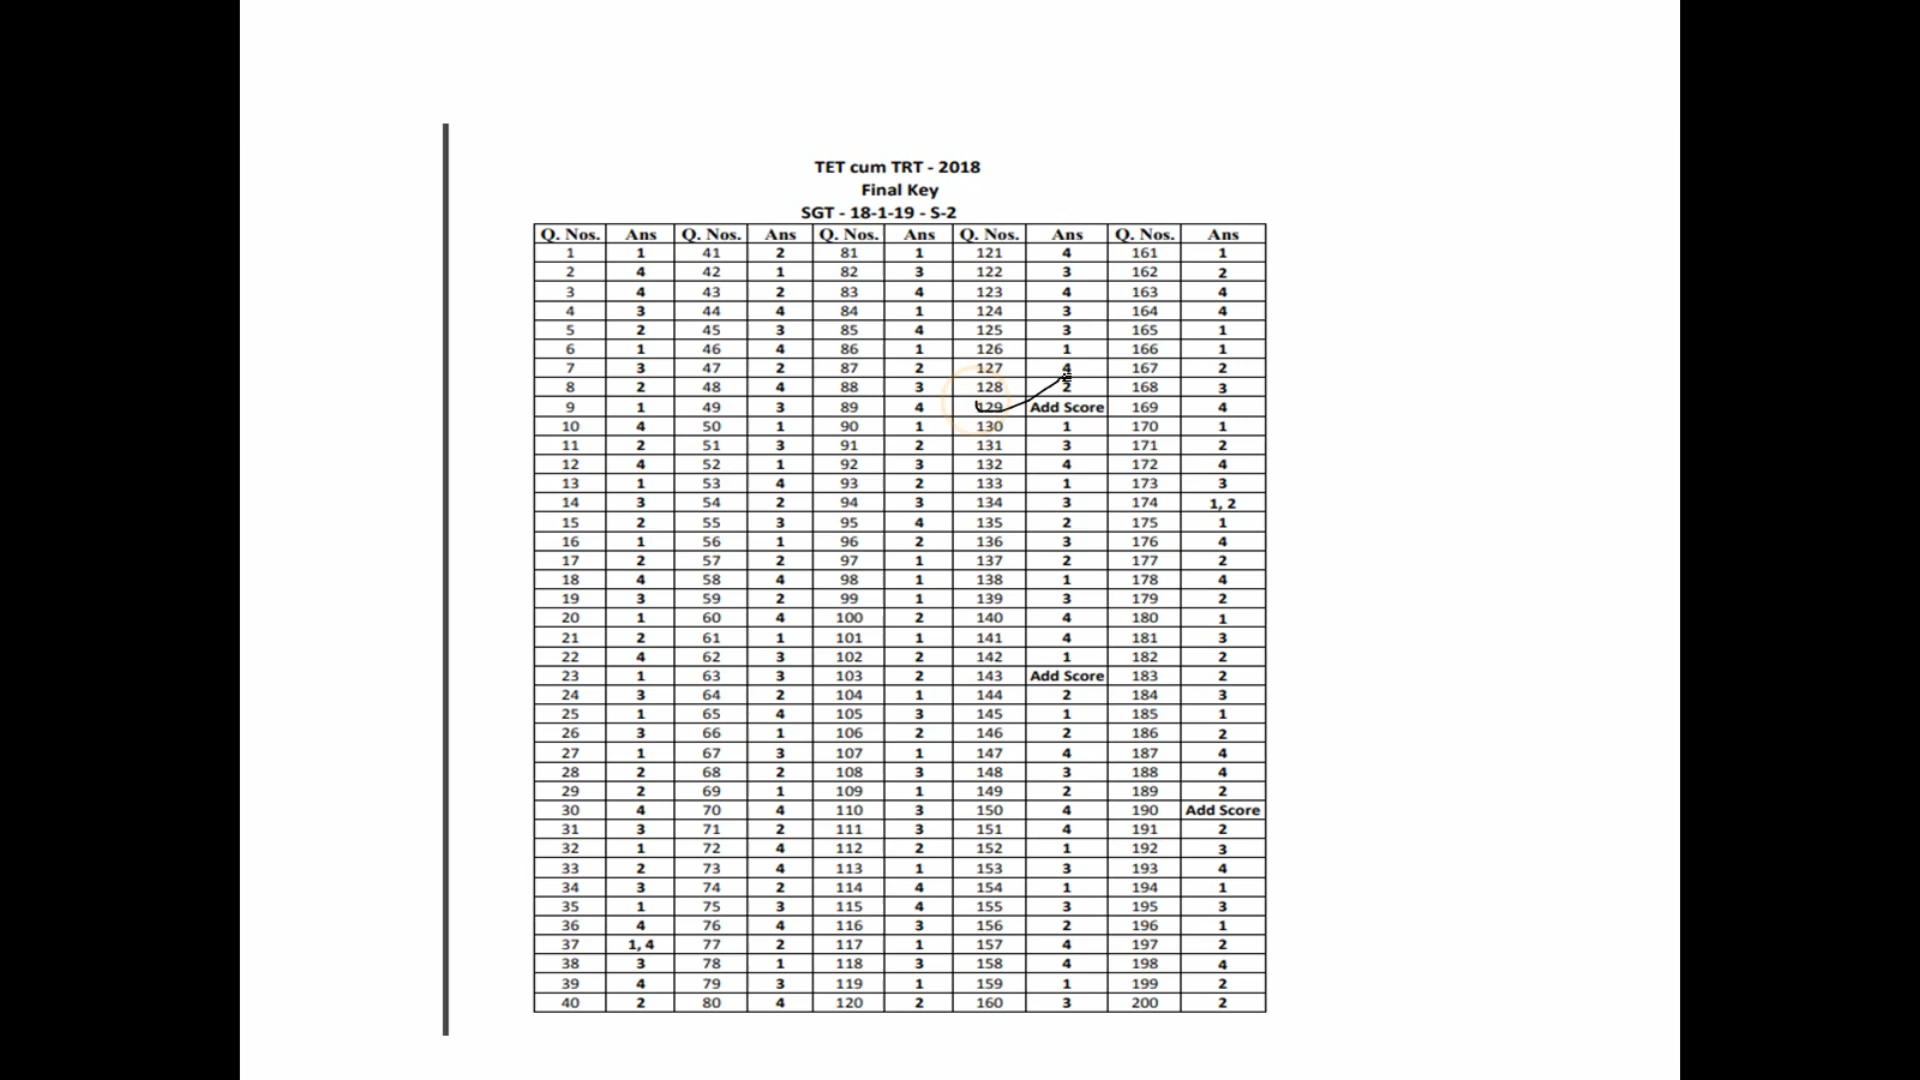 TET cum TRT - 2018
Final Key
SGT - 18-1-19 - S-2
Q. Nos. Ans Q. Nos. Ans Q. Nos. Ans Q. Nos. Ans Q. Nos. Ans
1 1 41 2 81 1 121 4 161 1
2 4 42 1 82 3 122 3 162 2
3 4 43 2 83 4 123 4 163 4
4 3 44 4 84 1 124 3 164 4
5 2 45 3 85 4 125 3 165 1
6 1 46 4 86 1 126 1 166 1
7 3 47 2 87 2 127 4 167 2
8 2 48 4 88 3 128 2 168 3
9 1 49 3 89 4 129 Add Score 169 4
10 4 50 1 90 1 130 1 170 1
11 2 51 3 91 2 131 3 171 2
12 4 52 1 92 3 132 4 172 4
13 1 53 4 93 2 133 1 173 3
14 3 54 2 94 3 134 3 174 1, 2
15 2 55 3 95 4 135 2 175 1
16 1 56 1 96 2 136 3 176 4
17 2 57 2 97 1 137 2 177 2
18 4 58 4 98 1 138 1 178 4
19 3 59 2 99 1 139 3 179 2
20 1 60 4 100 2 140 4 180 1
21 2 61 1 101 1 141 4 181 3
22 4 62 3 102 2 142 1 182 2
23 1 63 3 103 2 143 Add Score 183 2
24 3 64 2 104 1 144 2 184 3
25 1 65 4 105 3 145 1 185 1
26 3 66 1 106 2 146 2 186 2
27 1 67 3 107 1 147 4 187 4
28 2 68 2 108 3 148 3 188 4
29 2 69 1 109 1 149 2 189 2
30 4 70 4 110 3 150 4 190 Add Score
31 3 71 2 111 3 151 4 191 2
32 1 72 4 112 2 152 1 192 3
33 2 73 4 113 1 153 3 193 4
34 3 74 2 114 4 154 1 194 1
35 1 75 3 115 4 155 3 195 3
36 4 76 4 116 3 156 2 196 1
37 1, 4 77 2 117 1 157 4 197 2
38 3 78 1 118 3 158 4 198 4
39 4 79 3 119 1 159 1 199 2
40 2 80 4 120 2 160 3 200 2